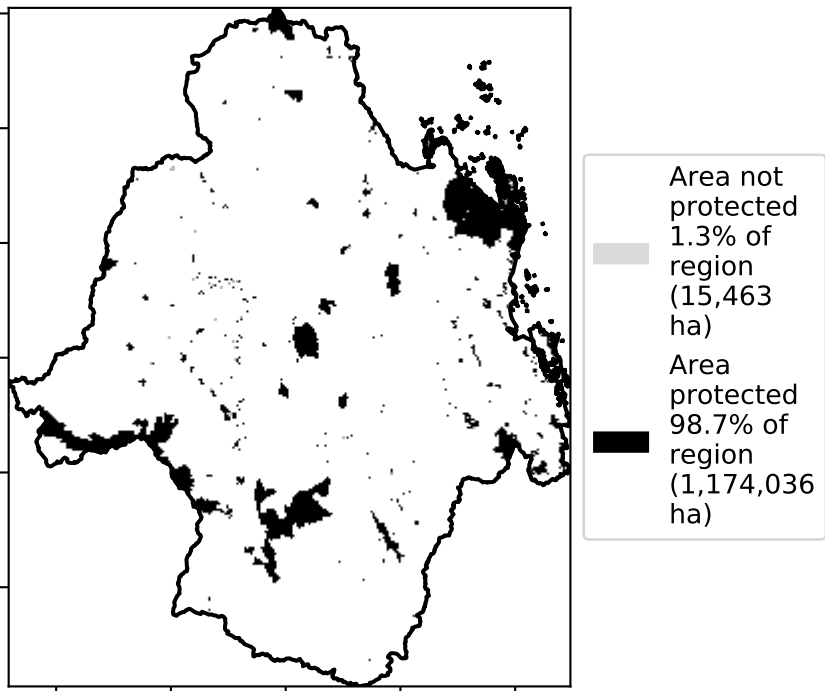 Area not
protected
1.3% of
region
(15,463
ha)
Area
protected
98.7% of
region
(1,174,036
ha)